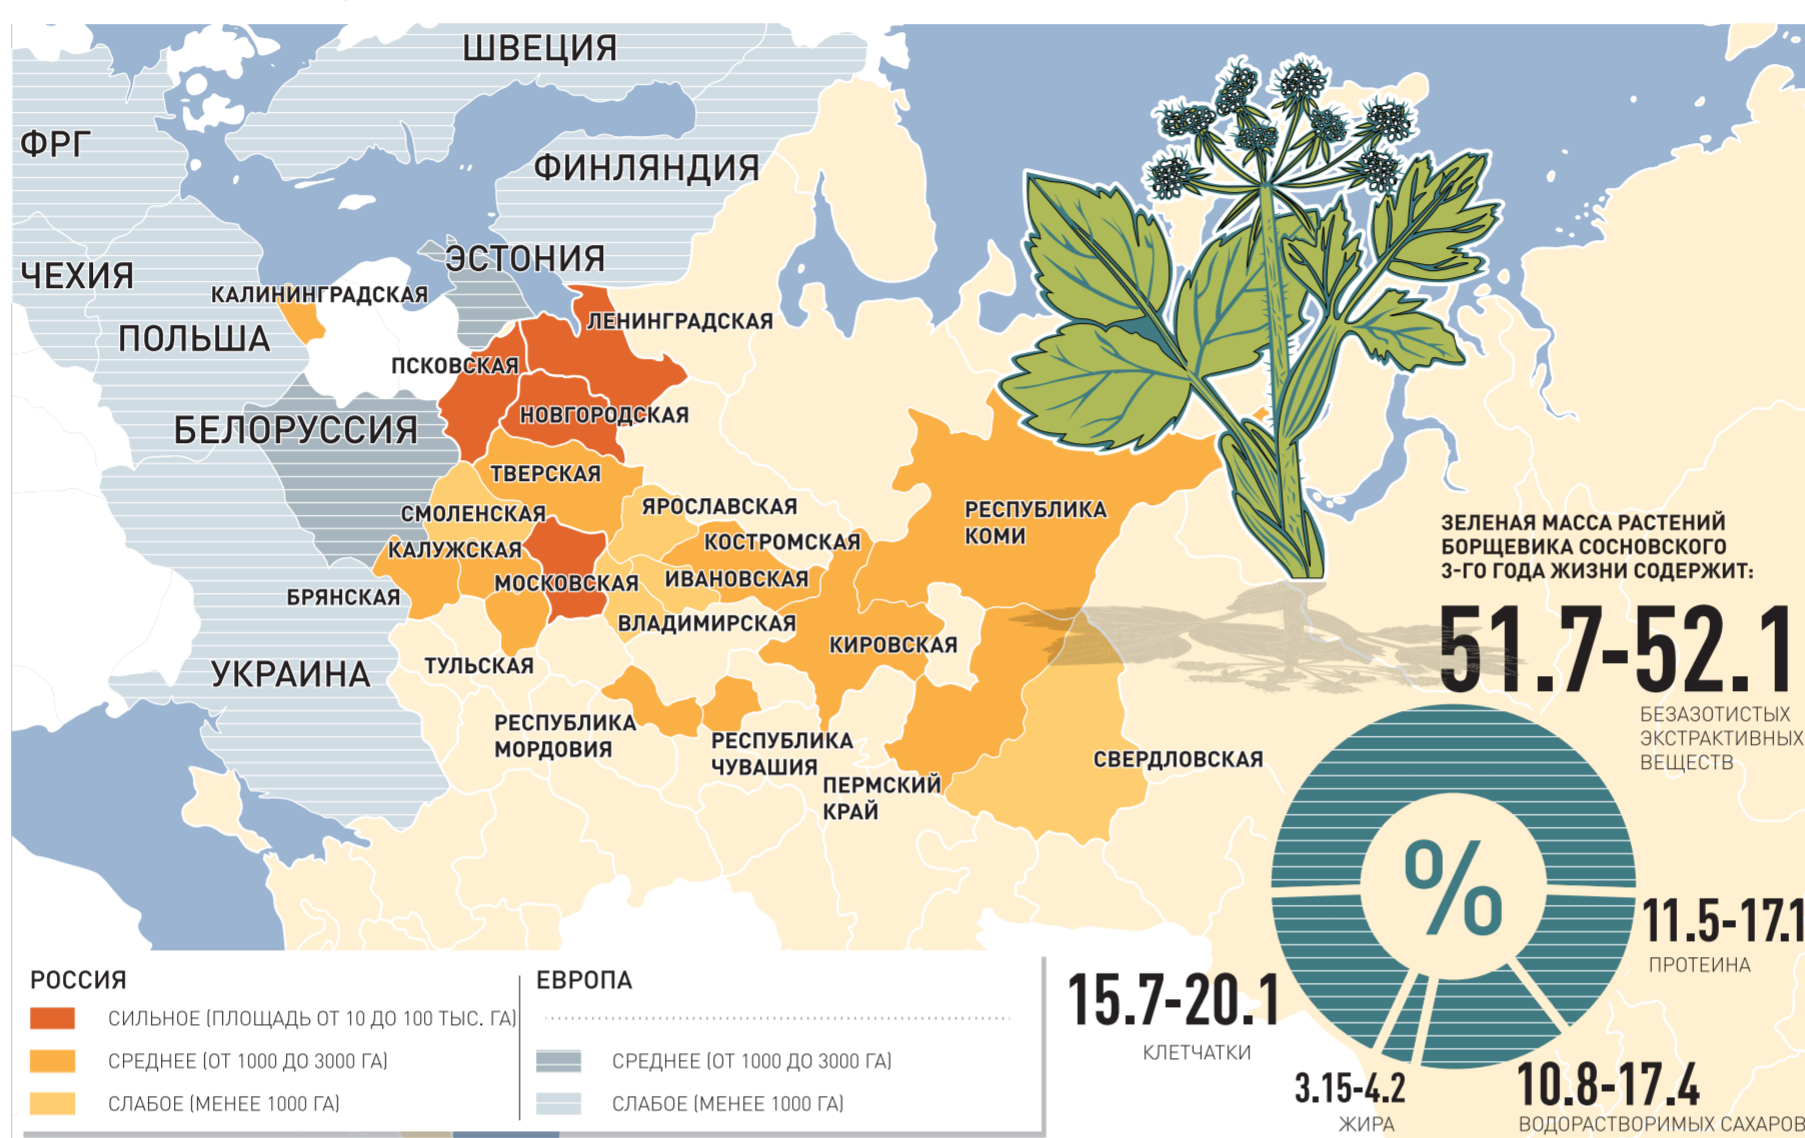 ШВЕЦИЯ
ФРГ
ФИНЛЯНДИЯ
ЭСТОНИЯ
ЧЕХИЯ
КАЛИНИНГРАДСКАЯ
ЛЕНИНГРАДСКАЯ
ПОЛЬША
ПСКОВСКАЯ
НОВГОРОДСКАЯ
БЕЛОРУССИЯ
ТВЕРСКАЯ
ЯРОСЛАВСКАЯ
СМОЛЕНСКАЯ
РЕСПУБЛИКА
КОМИ
КОСТРОМСКАЯ
КАЛУЖСКАЯ
МОСКОВСКАЯ
ИВАНОВСКАЯ
БРЯНСКАЯ
ВЛАДИМИРСКАЯ
КИРОВСКАЯ
УКРАИНА
ТУЛЬСКАЯ
РЕСПУБЛИКА
МОРДОВИЯ
РЕСПУБЛИКА
ЧУВАШИЯ
ПЕРМСКИЙ
КРАЙ
СВЕРДЛОВСКАЯ
ЗЕЛЕНАЯ МАССА РАСТЕНИЙ
БОРЩЕВИКА СОСНОВСКОГО
3-ГО ГОДА ЖИЗНИ СОДЕРЖИТ:
51.7-52.1
БЕЗАЗОТИСТЫХ
ЭКСТРАКТИВНЫХ
ВЕЩЕСТВ
%
11.5-17.1
ПРОТЕИНА
15.7-20.1
КЛЕТЧАТКИ
3.15-4.2
ЖИРА
10.8-17.4
ВОДОРАСТВОРИМЫХ САХАРОВ
РОССИЯ
СИЛЬНОЕ (ПЛОЩАДЬ ОТ 10 ДО 100 ТЫС. ГА)
СРЕДНЕЕ (ОТ 1000 ДО 3000 ГА)
СЛАБОЕ (МЕНЕЕ 1000 ГА)
ЕВРОПА
СРЕДНЕЕ (ОТ 1000 ДО 3000 ГА)
СЛАБОЕ (МЕНЕЕ 1000 ГА)